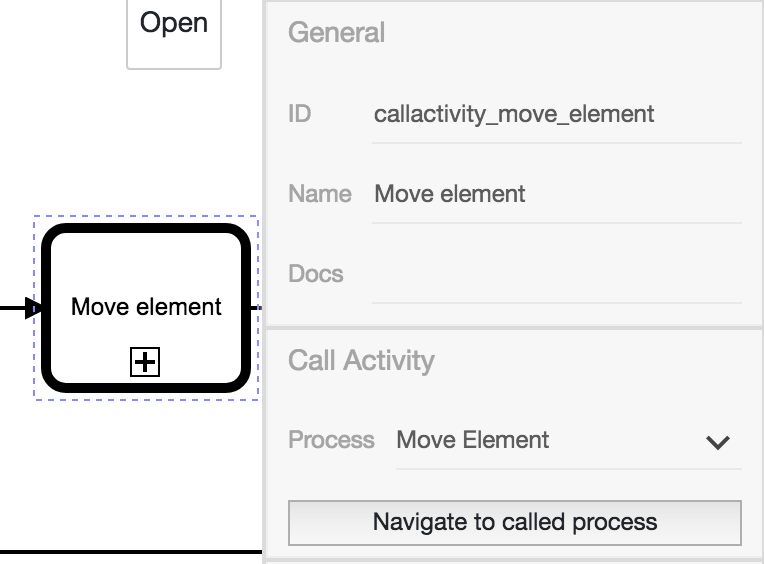 Open
Move element
General
ID callactivity_move_element
Name Move element
Docs
Call Activity
Process Move Element
Navigate to called process